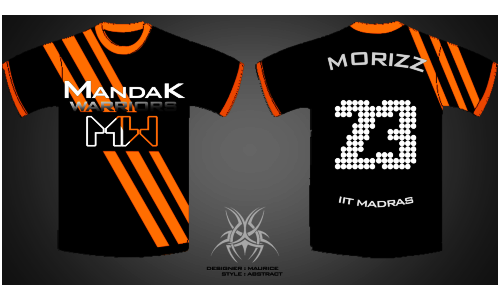 MANDAK
WARRIORS
MW
MORIZZ
23
IIT MADRAS
DESIGNER : MAURICE
STYLE : ABSTRACT